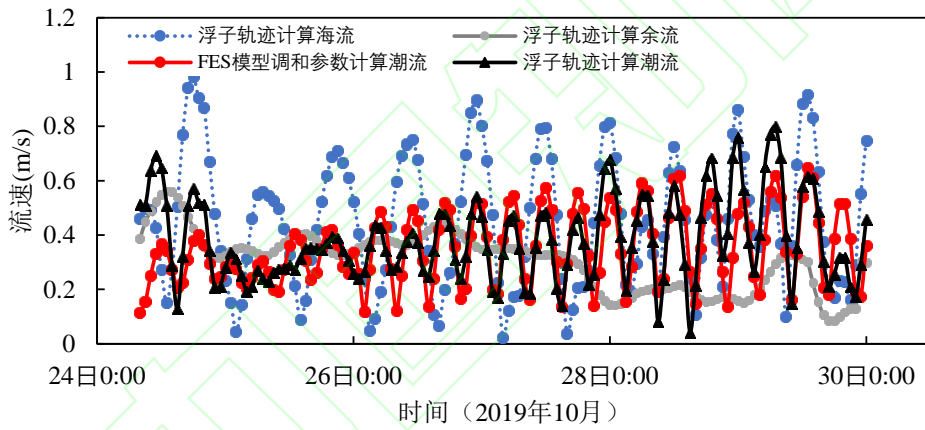 1.2
1
0.8
0.6
0.4
0.2
0
流速(m/s)
浮子轨迹计算海流
浮子轨迹计算余流
FES模型调和参数计算潮流
浮子轨迹计算潮流
24日0:00
26日0:00
28日0:00
30日0:00
时间（2019年10月）